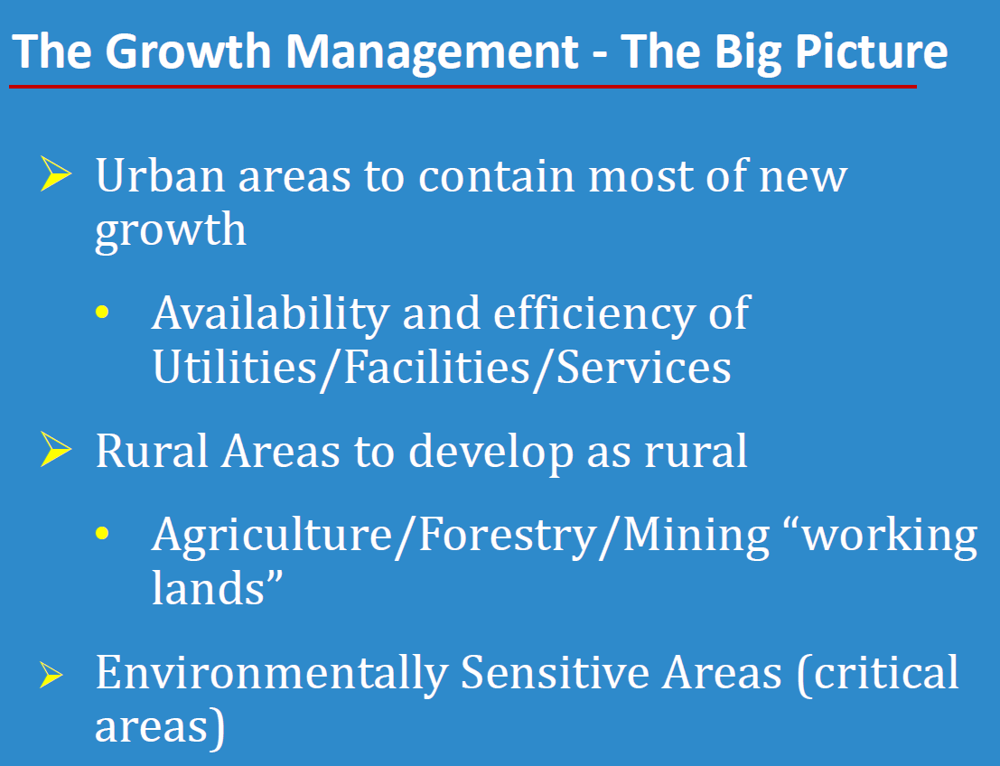 The Growth Management - The Big Picture
Urban areas to contain most of new
growth
Availability and efficiency of
Utilities/Facilities/Services
Rural Areas to develop as rural
Agriculture/Forestry/Mining “working
lands”
Environmentally Sensitive Areas (critical
areas)